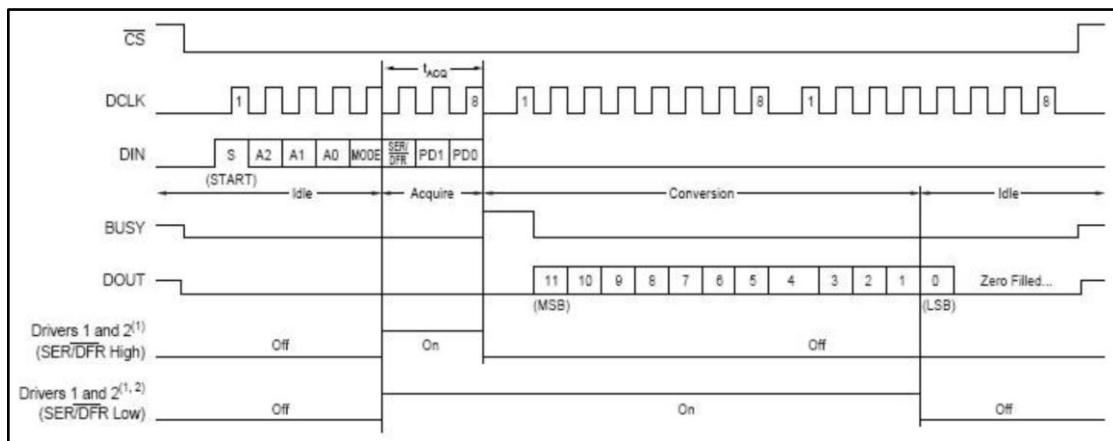 CS
tACQ
DCLK 1 8 1 8 1 8
DIN S A2 A1 A0 MODE SER/DFR PD1 PD0
(START)
Idle Acquire Conversion Idle
BUSY
DOUT 11 10 9 8 7 6 5 4 3 2 1 0 Zero Filled...
(MSB) (LSB)
Drivers 1 and 2(1)
(SER/DFR High) Off On Off
Drivers 1 and 2(1, 2)
(SER/DFR Low) Off On Off